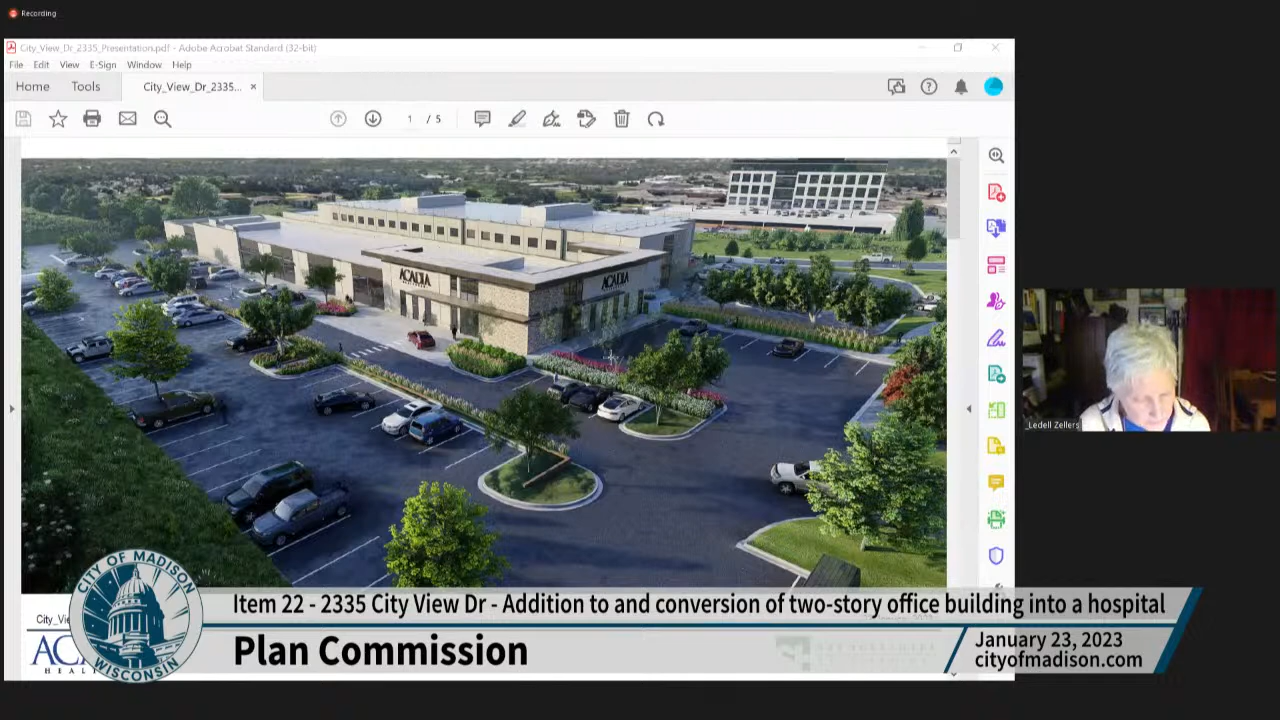 Recording
City_View_Dr_2335_Presentation.pdf - Adobe Acrobat Standard (32-bit)
File Edit View E-Sign Window Help
Home Tools City_View_Dr_2335... ×
1 / 5
ACADIA
ACADIA
_Ledell Zellers
City_Vie
CITY OF MADISON
WISCONSIN
Item 22 - 2335 City View Dr - Addition to and conversion of two-story office building into a hospital
Plan Commission
January 23, 2023
cityofmadison.com